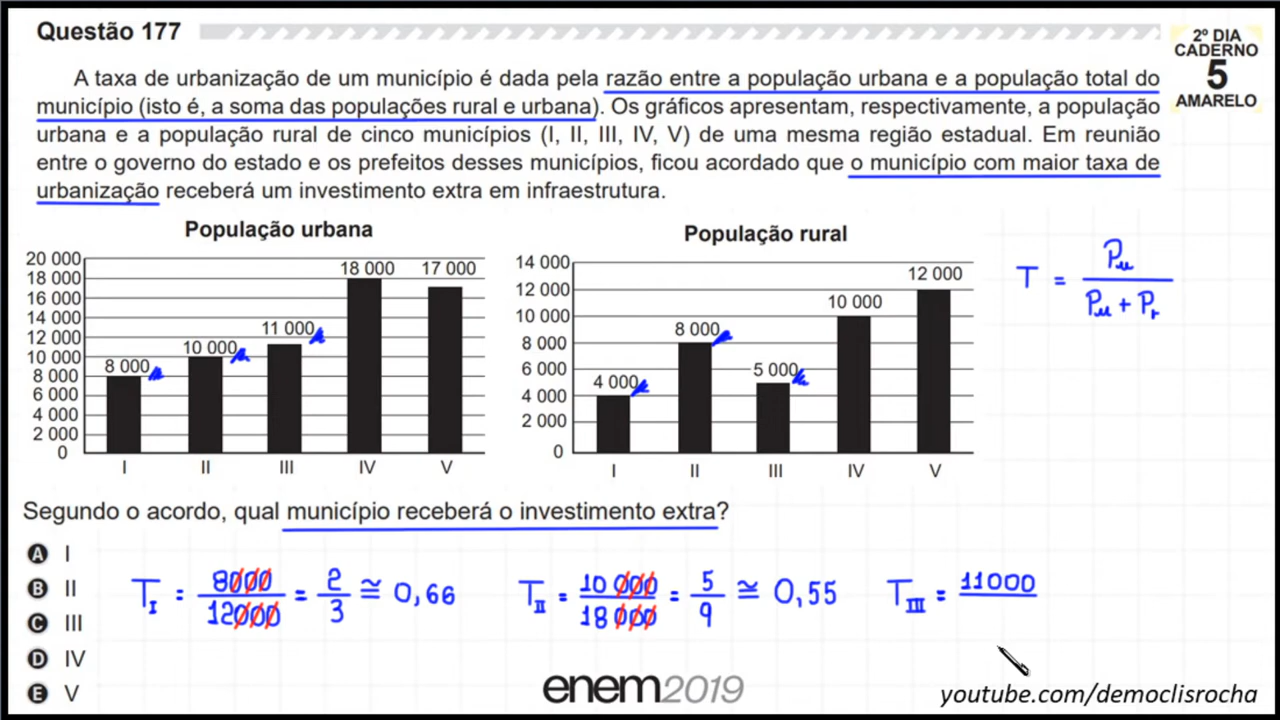 Questão 177
2º DIA
CADERNO
5
AMARELO
A taxa de urbanização de um município é dada pela razão entre a população urbana e a população total do
município (isto é, a soma das populações rural e urbana). Os gráficos apresentam, respectivamente, a população
urbana e a população rural de cinco municípios (I, II, III, IV, V) de uma mesma região estadual. Em reunião
entre o governo do estado e os prefeitos desses municípios, ficou acordado que o município com maior taxa de
urbanização receberá um investimento extra em infraestrutura.
População urbana
20 000
18 000
16 000
14 000
12 000
10 000
8 000
6 000
4 000
2 000
0
8 000
10 000
11 000
18 000
17 000
I II III IV V
População rural
14 000
12 000
10 000
8 000
6 000
4 000
2 000
0
4 000
8 000
5 000
10 000
12 000
I II III IV V
T = Pu / Pu + Pr
Segundo o acordo, qual município receberá o investimento extra?
A I
B II
C III
D IV
E V
T I = 8000 / 12000 = 2 / 3 ≅ 0,66
T II = 10 000 / 18 000 = 5 / 9 ≅ 0,55
T III = 11000
enem2019
youtube.com/democlisrocha